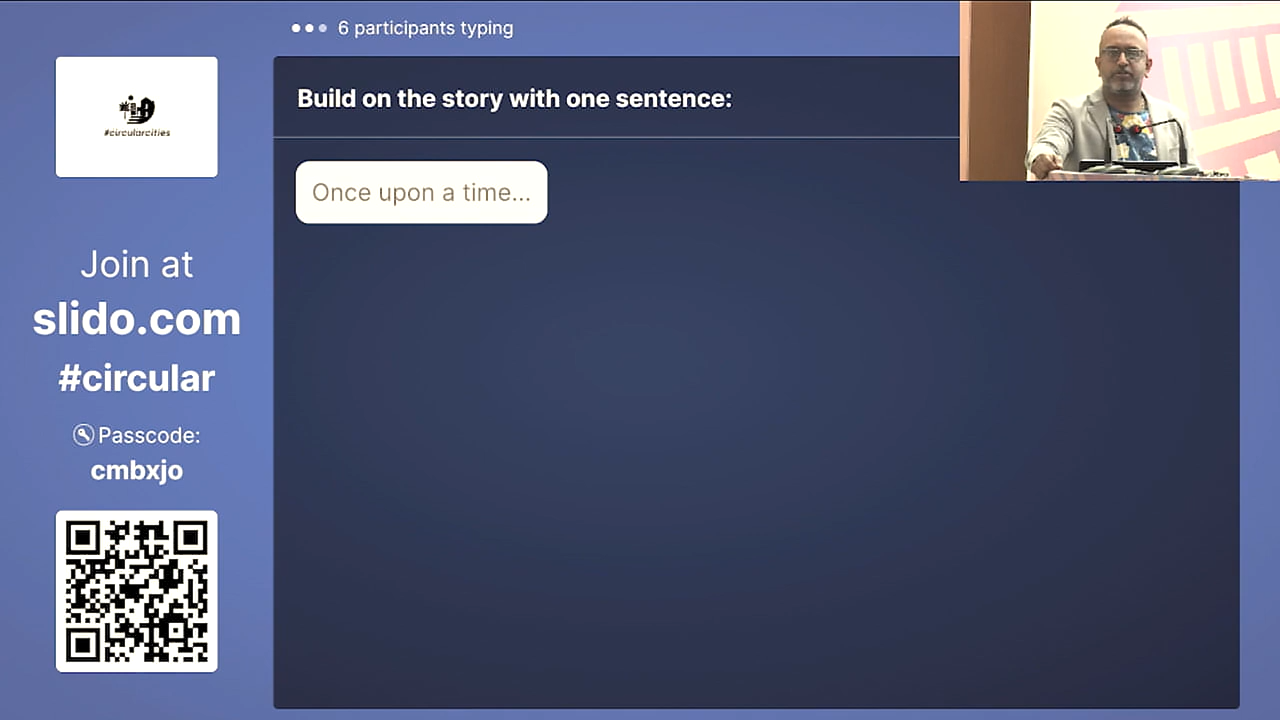 6 participants typing
#circularcities
Build on the story with one sentence:
Once upon a time...
Join at
slido.com
#circular
Passcode:
cmbxjo